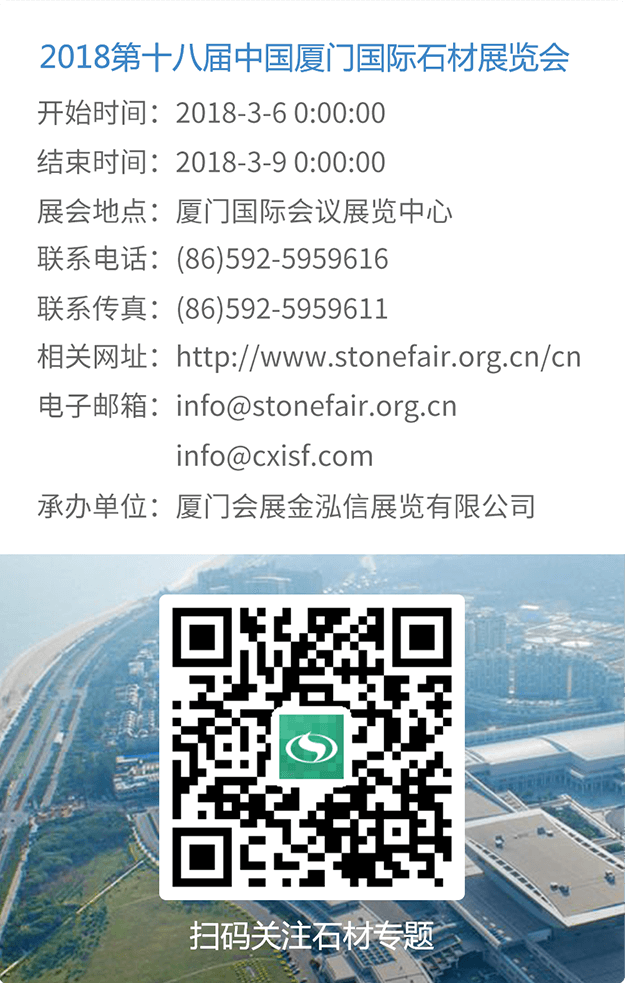 2018第十八届中国厦门国际石材展览会
开始时间：2018-3-6 0:00:00
结束时间：2018-3-9 0:00:00
展会地点：厦门国际会议展览中心
联系电话：(86)592-5959616
联系传真：(86)592-5959611
相关网址：http://www.stonefair.org.cn/cn
电子邮箱：info@stonefair.org.cn
info@cxisf.com
承办单位：厦门会展金泓信展览有限公司
扫码关注石材专题